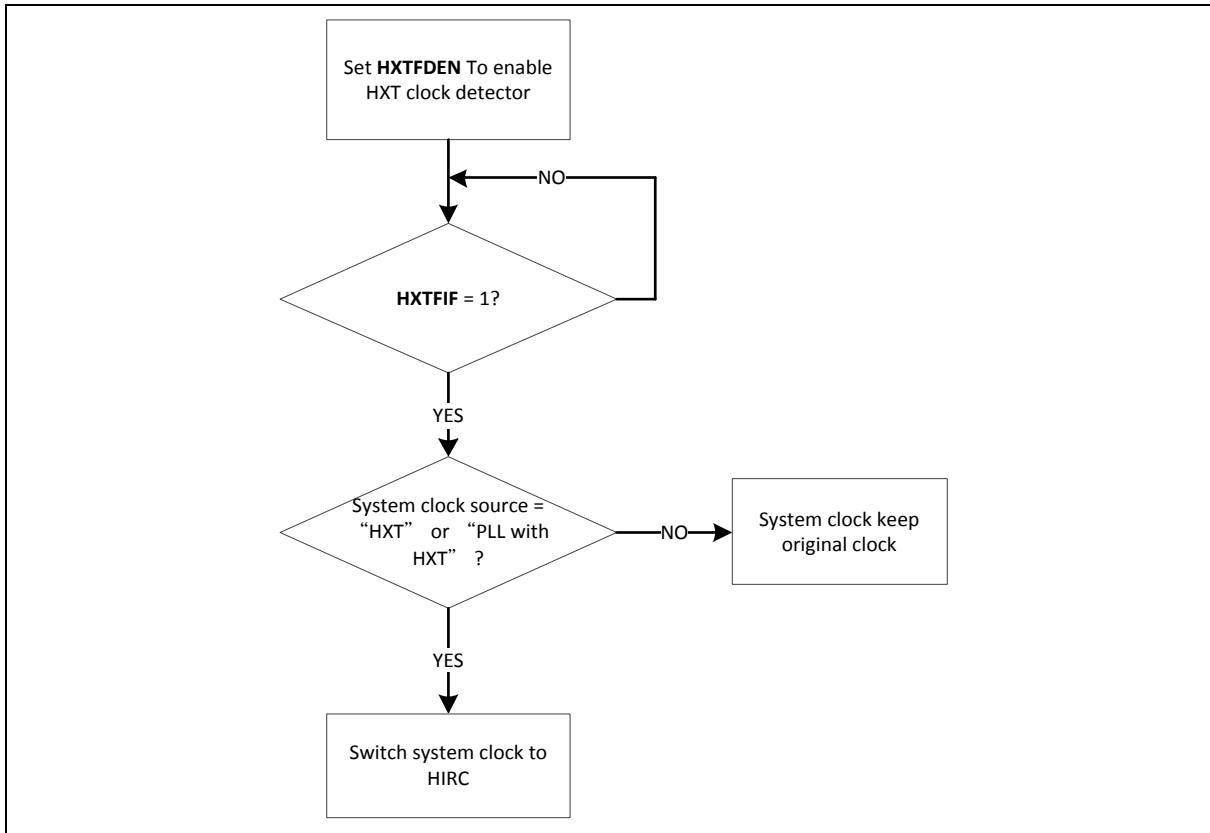 Set HXTFDEN To enable
HXT clock detector
NO
HXTFIF = 1?
YES
System clock source =
“HXT” or “PLL with
HXT” ?
NO
System clock keep
original clock
YES
Switch system clock to
HIRC